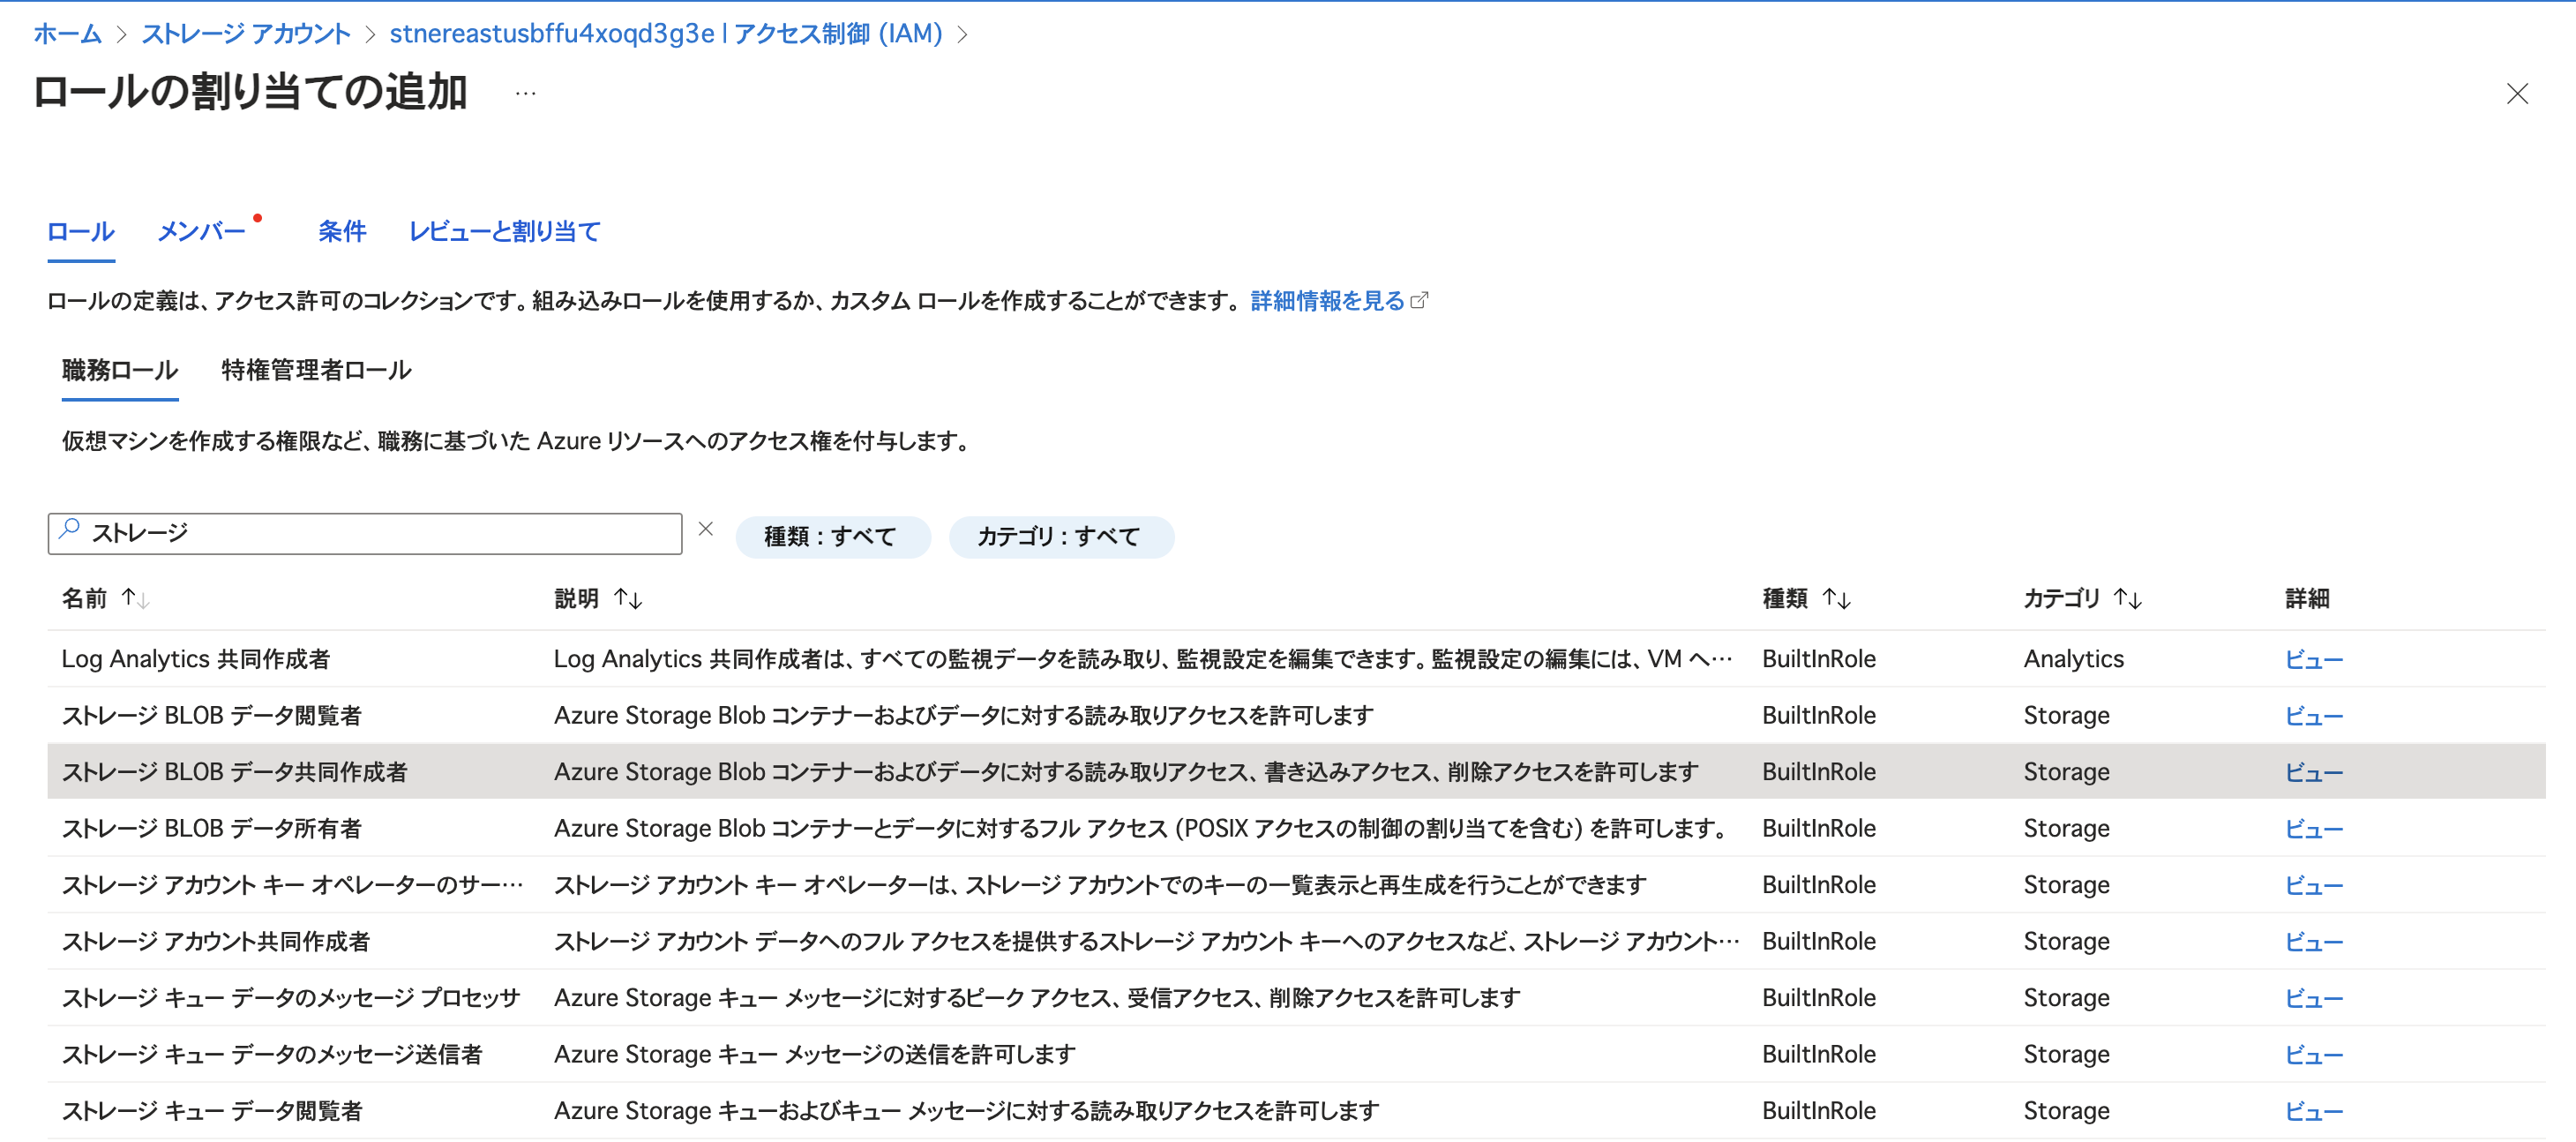 ホーム > ストレージ アカウント > stnereastusbffu4xoqd3g3e | アクセス制御 (IAM) >
ロールの割り当ての追加 …
ロール メンバー 条件 レビューと割り当て
ロールの定義は、アクセス許可のコレクションです。組み込みロールを使用するか、カスタム ロールを作成することができます。 詳細情報を見る
職務ロール 特権管理者ロール
仮想マシンを作成する権限など、職務に基づいた Azure リソースへのアクセス権を付与します。
ストレージ 種類 : すべて カテゴリ : すべて
名前 ↑↓ 説明 ↑↓ 種類 ↑↓ カテゴリ ↑↓ 詳細
Log Analytics 共同作成者 Log Analytics 共同作成者は、すべての監視データを読み取り、監視設定を編集できます。監視設定の編集には、VM へ… BuiltInRole Analytics ビュー
ストレージ BLOB データ閲覧者 Azure Storage Blob コンテナーおよびデータに対する読み取りアクセスを許可します BuiltInRole Storage ビュー
ストレージ BLOB データ共同作成者 Azure Storage Blob コンテナーおよびデータに対する読み取りアクセス、書き込みアクセス、削除アクセスを許可します BuiltInRole Storage ビュー
ストレージ BLOB データ所有者 Azure Storage Blob コンテナーとデータに対するフル アクセス (POSIX アクセスの制御の割り当てを含む) を許可します。 BuiltInRole Storage ビュー
ストレージ アカウント キー オペレーターのサー… ストレージ アカウント キー オペレーターは、ストレージ アカウントでのキーの一覧表示と再生成を行うことができます BuiltInRole Storage ビュー
ストレージ アカウント共同作成者 ストレージ アカウント データへのフル アクセスを提供するストレージ アカウント キーへのアクセスなど、ストレージ アカウント… BuiltInRole Storage ビュー
ストレージ キュー データのメッセージ プロセッサ Azure Storage キュー メッセージに対するピーク アクセス、受信アクセス、削除アクセスを許可します BuiltInRole Storage ビュー
ストレージ キュー データのメッセージ送信者 Azure Storage キュー メッセージの送信を許可します BuiltInRole Storage ビュー
ストレージ キュー データ閲覧者 Azure Storage キューおよびキュー メッセージに対する読み取りアクセスを許可します BuiltInRole Storage ビュー